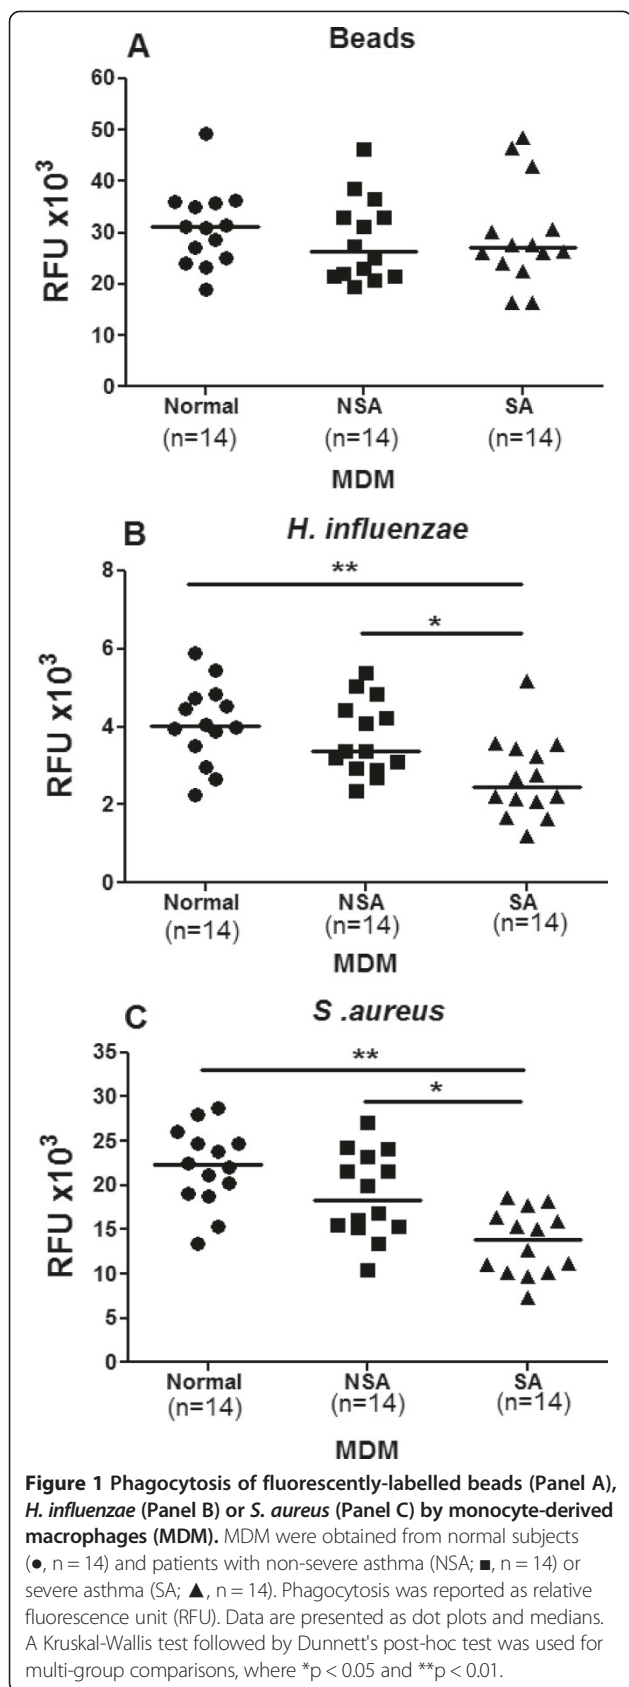 A
Beads
60
50
40
30
20
10
0
RFU x10³
Normal
NSA
SA
(n=14)
(n=14)
(n=14)
MDM
B
H. influenzae
8
6
4
2
0
RFU x10³
**
*
Normal
NSA
SA
(n=14)
(n=14)
(n=14)
MDM
C
S .aureus
35
30
25
20
15
10
5
0
RFU x10³
**
*
Normal
NSA
SA
(n=14)
(n=14)
(n=14)
MDM
Figure 1 Phagocytosis of fluorescently-labelled beads (Panel A),
H. influenzae (Panel B) or S. aureus (Panel C) by monocyte-derived
macrophages (MDM). MDM were obtained from normal subjects
(●, n = 14) and patients with non-severe asthma (NSA; ■, n = 14) or
severe asthma (SA; ▲, n = 14). Phagocytosis was reported as relative
fluorescence unit (RFU). Data are presented as dot plots and medians.
A Kruskal-Wallis test followed by Dunnett's post-hoc test was used for
multi-group comparisons, where *p < 0.05 and **p < 0.01.